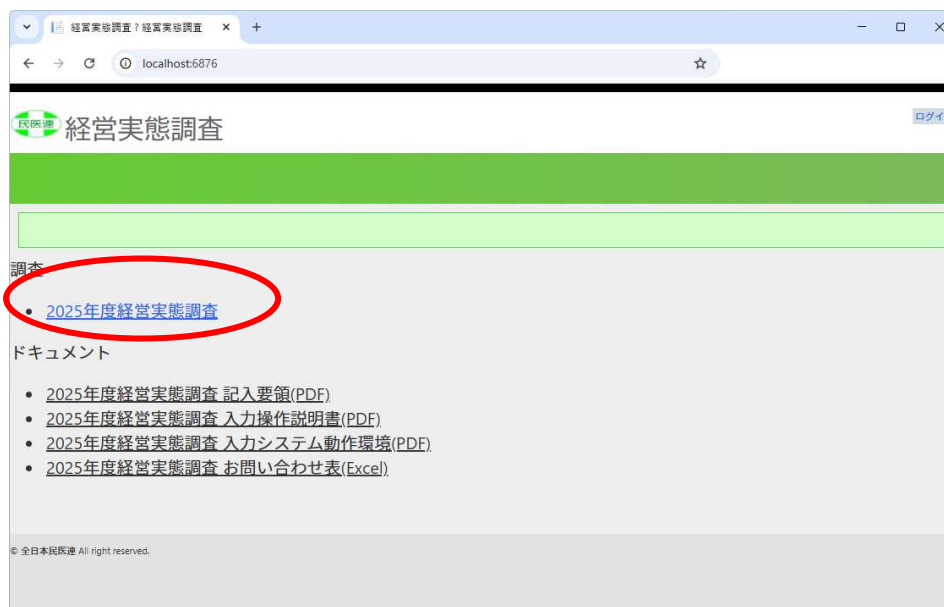 経営実態調査?経営実態調査
localhost:6876
民医連 経営実態調査
ログイ
調査
2025年度経営実態調査
ドキュメント
2025年度経営実態調査 記入要領(PDF)
2025年度経営実態調査 入力操作説明書(PDF)
2025年度経営実態調査 入力システム動作環境(PDF)
2025年度経営実態調査 お問い合わせ表(Excel)
© 全日本民医連 All right reserved.